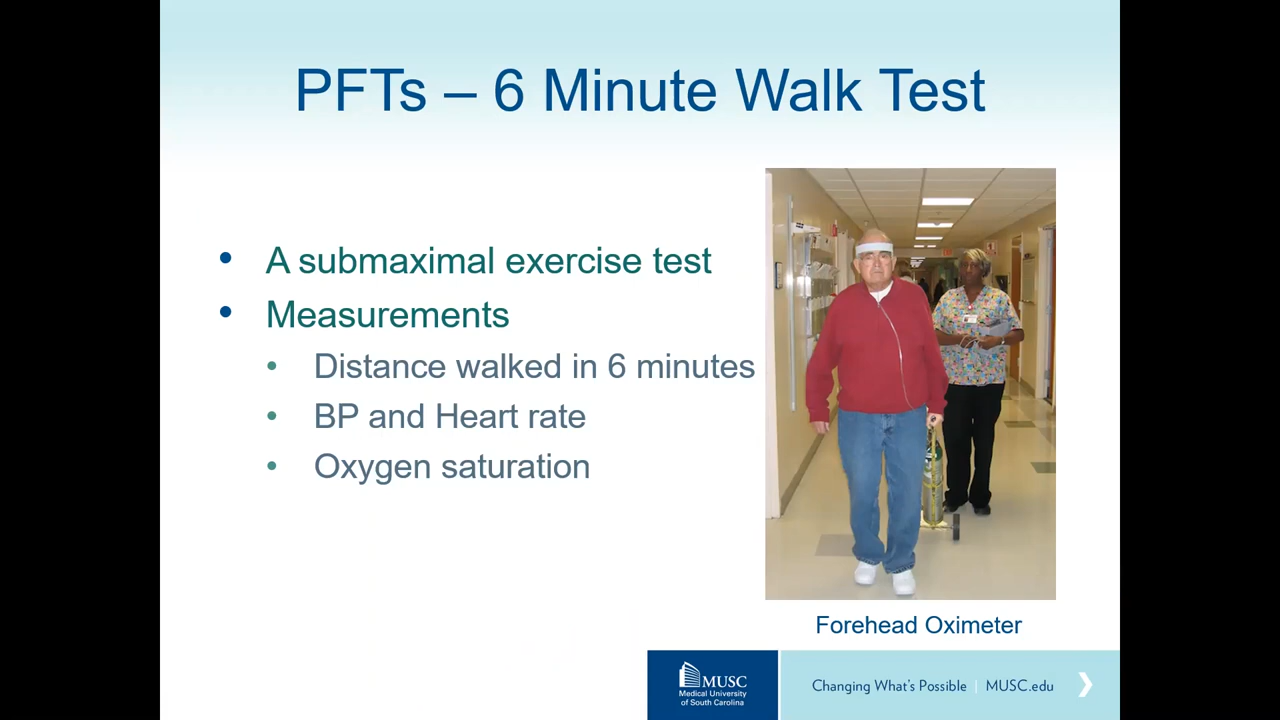 PFTs – 6 Minute Walk Test
• A submaximal exercise test
• Measurements
• Distance walked in 6 minutes
• BP and Heart rate
• Oxygen saturation
Forehead Oximeter
MUSC
Medical University
of South Carolina
Changing What's Possible | MUSC.edu